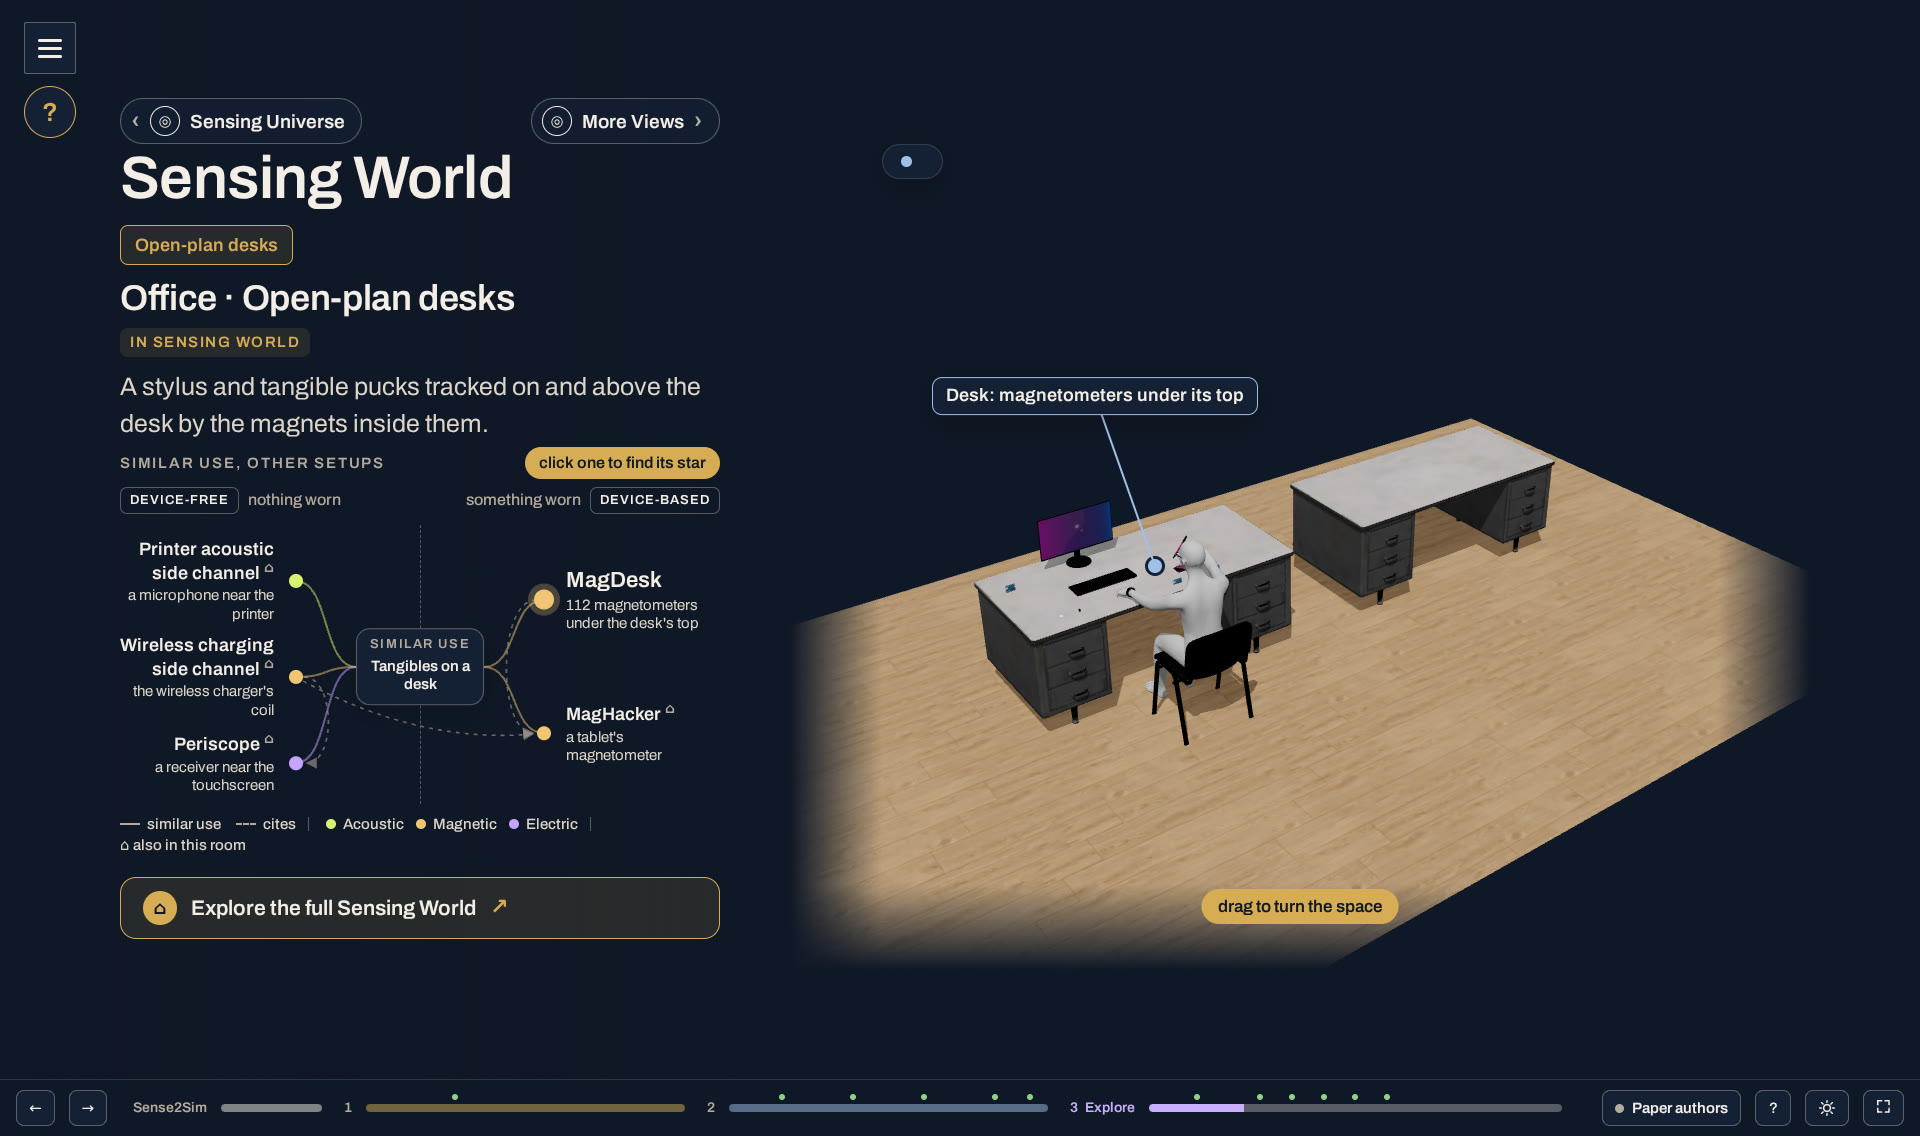 ?
Sensing Universe
More Views
Sensing World
Open-plan desks
Office · Open-plan desks
IN SENSING WORLD
A stylus and tangible pucks tracked on and above the
desk by the magnets inside them.
SIMILAR USE, OTHER SETUPS
click one to find its star
DEVICE-FREE nothing worn
something worn DEVICE-BASED
Printer acoustic
side channel
a microphone near the
printer
Wireless charging
side channel
the wireless charger's
coil
Periscope
a receiver near the
touchscreen
SIMILAR USE
Tangibles on a
desk
MagDesk
112 magnetometers
under the desk's top
MagHacker
a tablet's
magnetometer
similar use cites Acoustic Magnetic Electric
also in this room
Explore the full Sensing World ↗
Desk: magnetometers under its top
drag to turn the space
← → Sense2Sim 1 2 3 Explore Paper authors ?